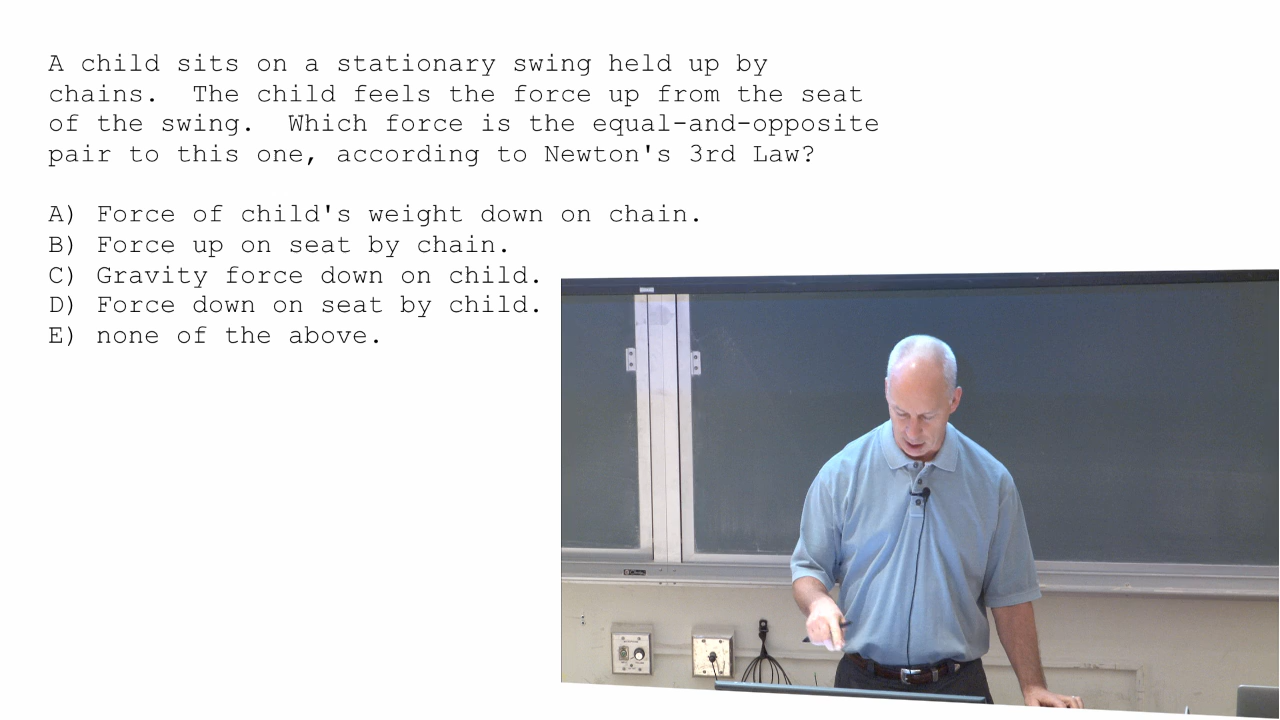 A child sits on a stationary swing held up by
chains.  The child feels the force up from the seat
of the swing.  Which force is the equal-and-opposite
pair to this one, according to Newton's 3rd Law?
A) Force of child's weight down on chain.
B) Force up on seat by chain.
C) Gravity force down on child.
D) Force down on seat by child.
E) none of the above.